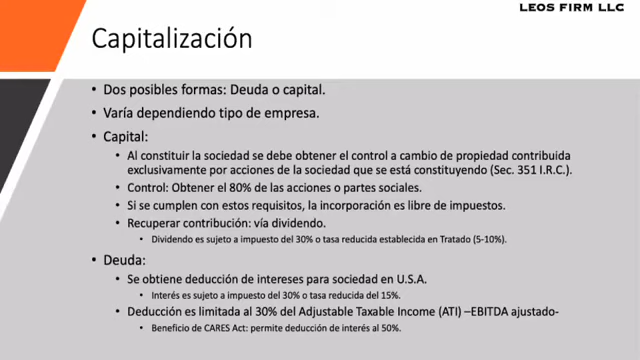 LEOS FIRM LLC
Capitalización
• Dos posibles formas: Deuda o capital.
• Varía dependiendo tipo de empresa.
• Capital:
• Al constituir la sociedad se debe obtener el control a cambio de propiedad contribuida
exclusivamente por acciones de la sociedad que se está constituyendo (Sec. 351 I.R.C.).
• Control: Obtener el 80% de las acciones o partes sociales.
• Si se cumplen con estos requisitos, la incorporación es libre de impuestos.
• Recuperar contribución: vía dividendo.
• Dividendo es sujeto a impuesto del 30% o tasa reducida establecida en Tratado (5-10%).
• Deuda:
• Se obtiene deducción de intereses para sociedad en U.S.A.
• Interés es sujeto a impuesto del 30% o tasa reducida del 15%.
• Deducción es limitada al 30% del Adjustable Taxable Income (ATI) –EBITDA ajustado-
• Beneficio de CARES Act: permite deducción de interés al 50%.